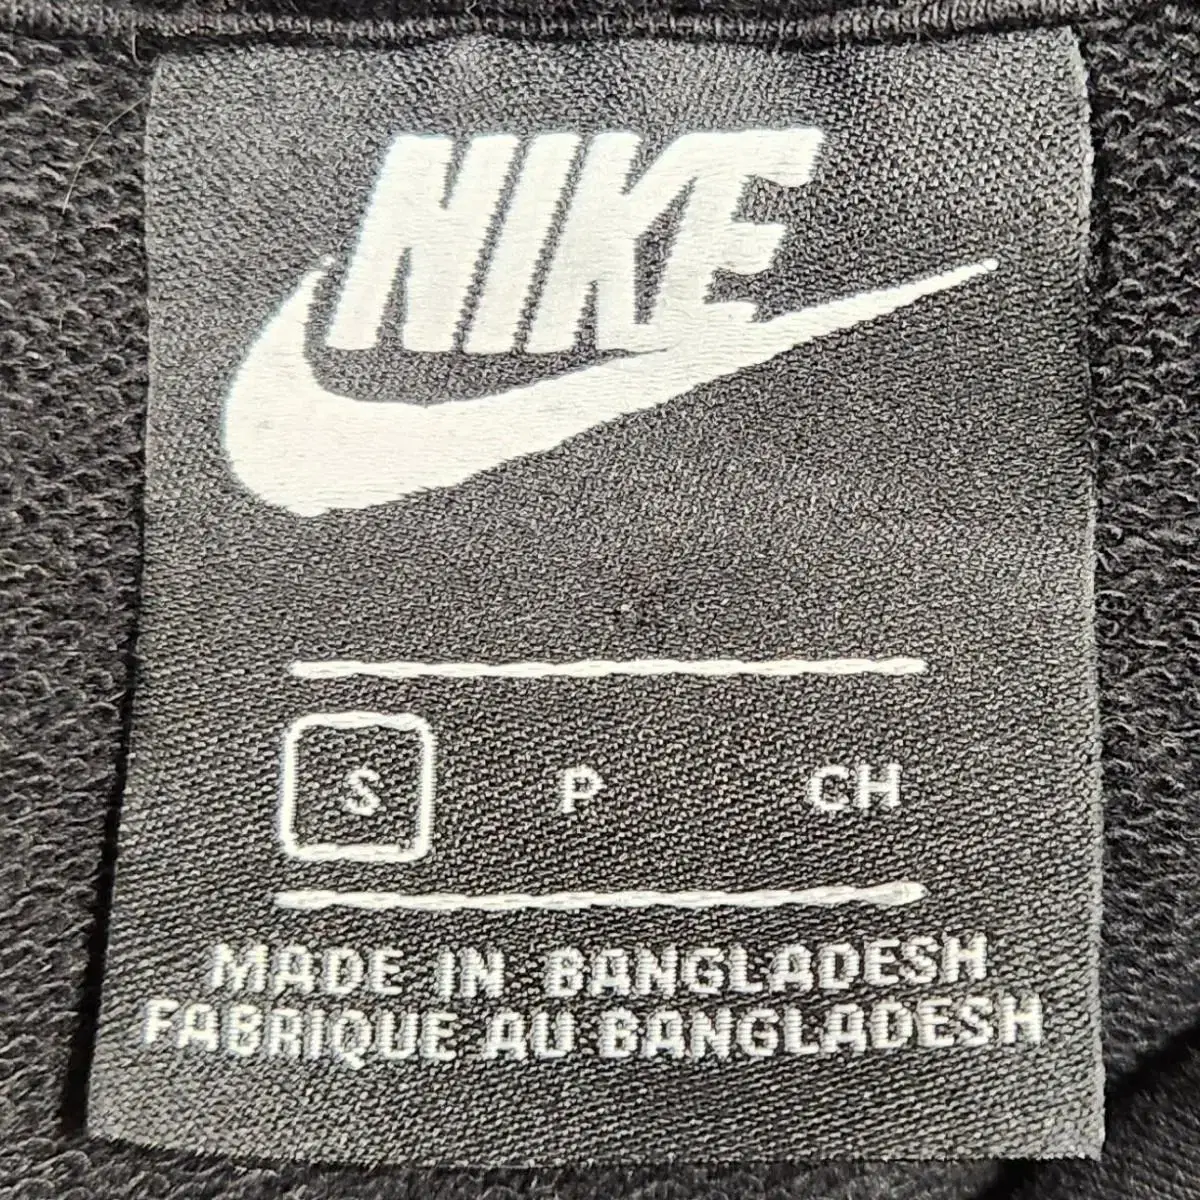 NIKE
S P CH
MADE IN BANGLADESH
FABRIQUE AU BANGLADESH